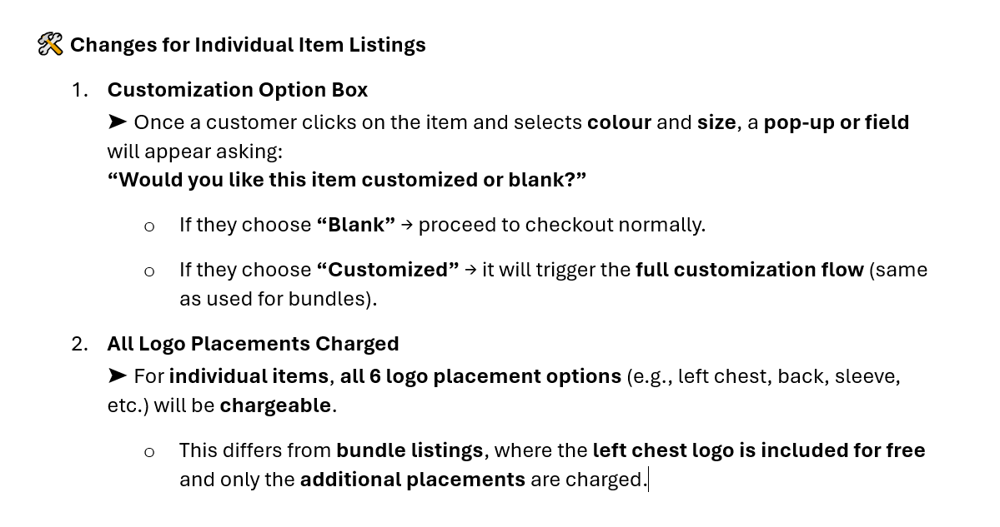 🛠 Changes for Individual Item Listings
1. Customization Option Box
➤ Once a customer clicks on the item and selects colour and size, a pop-up or field
will appear asking:
“Would you like this item customized or blank?”
o If they choose “Blank” → proceed to checkout normally.
o If they choose “Customized” → it will trigger the full customization flow (same
as used for bundles).
2. All Logo Placements Charged
➤ For individual items, all 6 logo placement options (e.g., left chest, back, sleeve,
etc.) will be chargeable.
o This differs from bundle listings, where the left chest logo is included for free
and only the additional placements are charged.